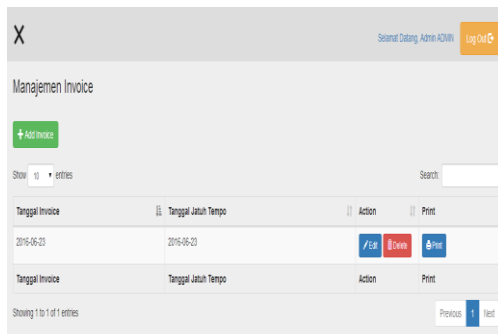 X
Selamat Datang, Admin ADMIN Log Out
Manajemen Invoice
+ Add Invoice
Show 10 entries Search:
Tanggal Invoice Tanggal Jatuh Tempo Action Print
2016-06-23 2016-06-23 Edit Delete Print
Tanggal Invoice Tanggal Jatuh Tempo Action Print
Showing 1 to 1 of 1 entries Previous 1 Next